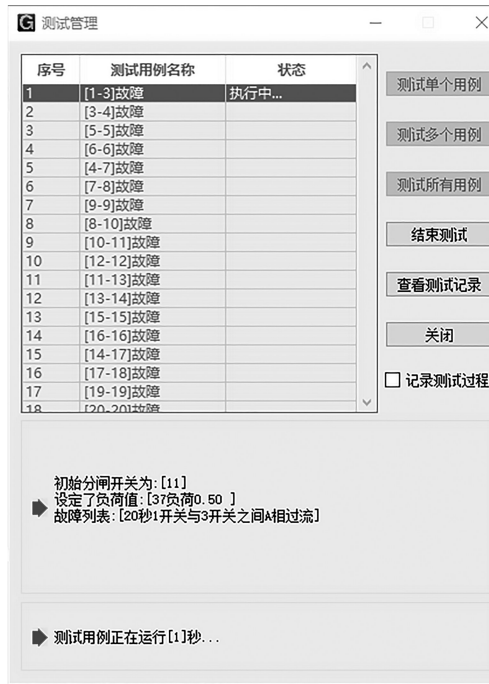 测试管理
序号 测试用例名称 状态
1 [1-3]故障 执行中...
2 [3-4]故障
3 [5-5]故障
4 [6-6]故障
5 [4-7]故障
6 [7-8]故障
7 [9-9]故障
8 [8-10]故障
9 [10-11]故障
10 [12-12]故障
11 [11-13]故障
12 [13-14]故障
13 [15-15]故障
14 [16-16]故障
15 [14-17]故障
16 [17-18]故障
17 [19-19]故障
18 [20-20]故障
测试单个用例
测试多个用例
测试所有用例
结束测试
查看测试记录
关闭
记录测试过程
初始分闸开关为:[11]
设定了负荷值:[37负荷0.50 ]
故障列表:[20秒1开关与3开关之间A相过流]
测试用例正在运行[1]秒...